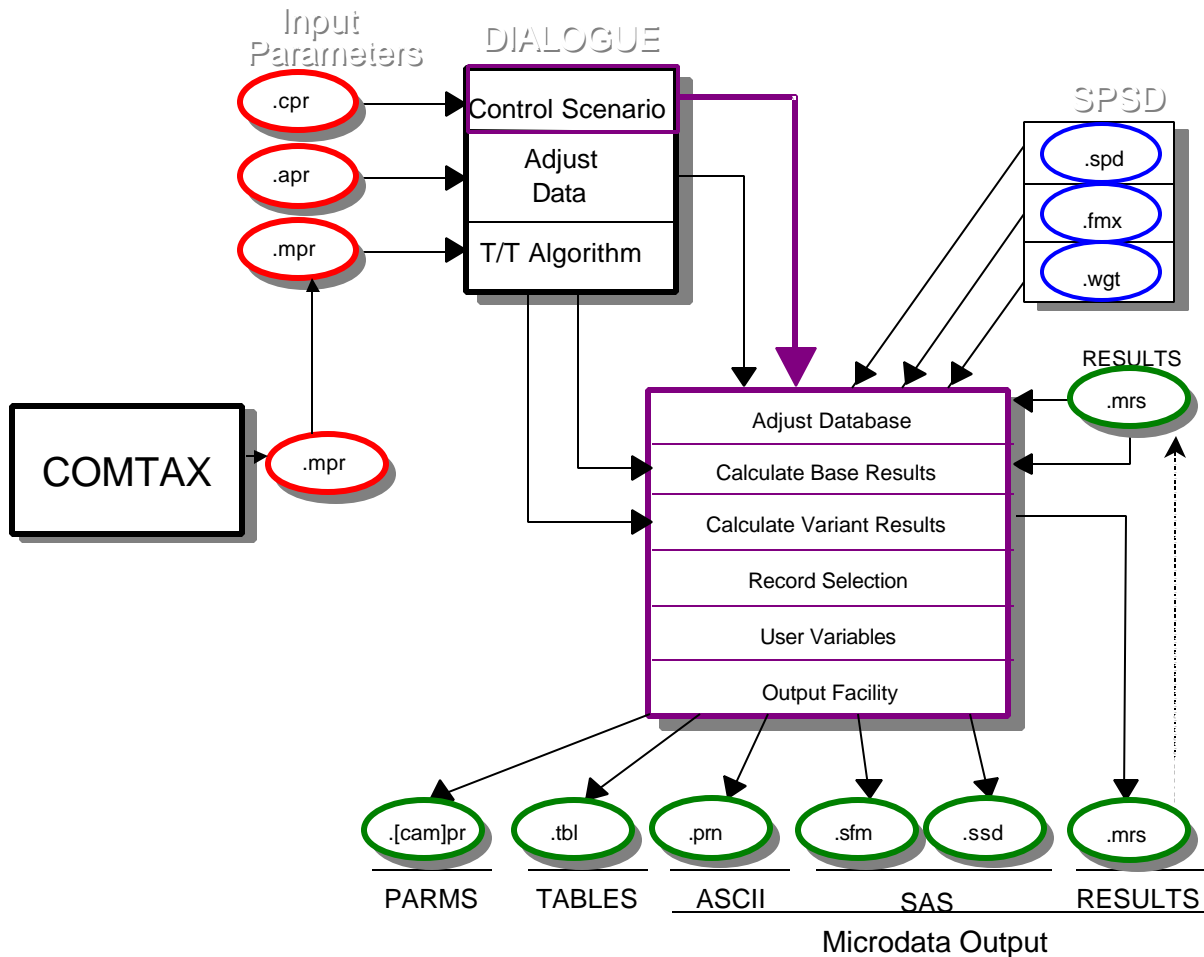 Input
Parameters
DIALOGUE
.cpr
Control Scenario
SPSD
.apr
Adjust
Data
.spd
.mpr
T/T Algorithm
.fmx
.wgt
RESULTS
.mrs
COMTAX
.mpr
Adjust Database
Calculate Base Results
Calculate Variant Results
Record Selection
User Variables
Output Facility
.[cam]pr
.tbl
.prn
.sfm
.ssd
.mrs
PARMS
TABLES
ASCII
SAS
RESULTS
Microdata Output